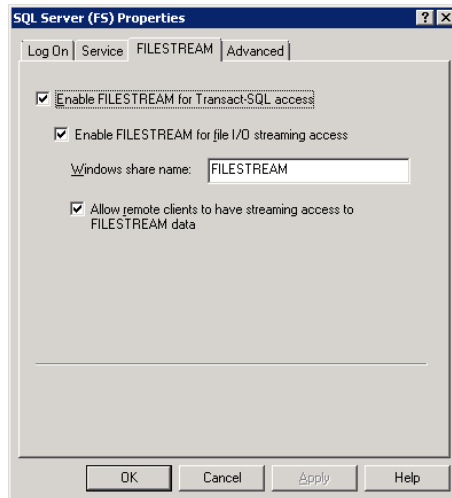 SQL Server (FS) Properties
Log On Service FILESTREAM Advanced
Enable FILESTREAM for Transact-SQL access
Enable FILESTREAM for file I/O streaming access
Windows share name: FILESTREAM
Allow remote clients to have streaming access to
FILESTREAM data
OK Cancel Apply Help